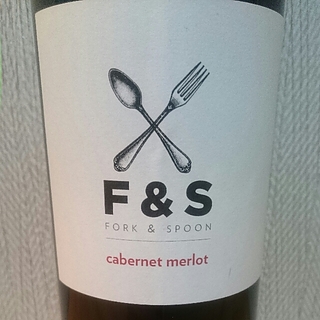 F & S
FORK & SPOON
cabernet merlot